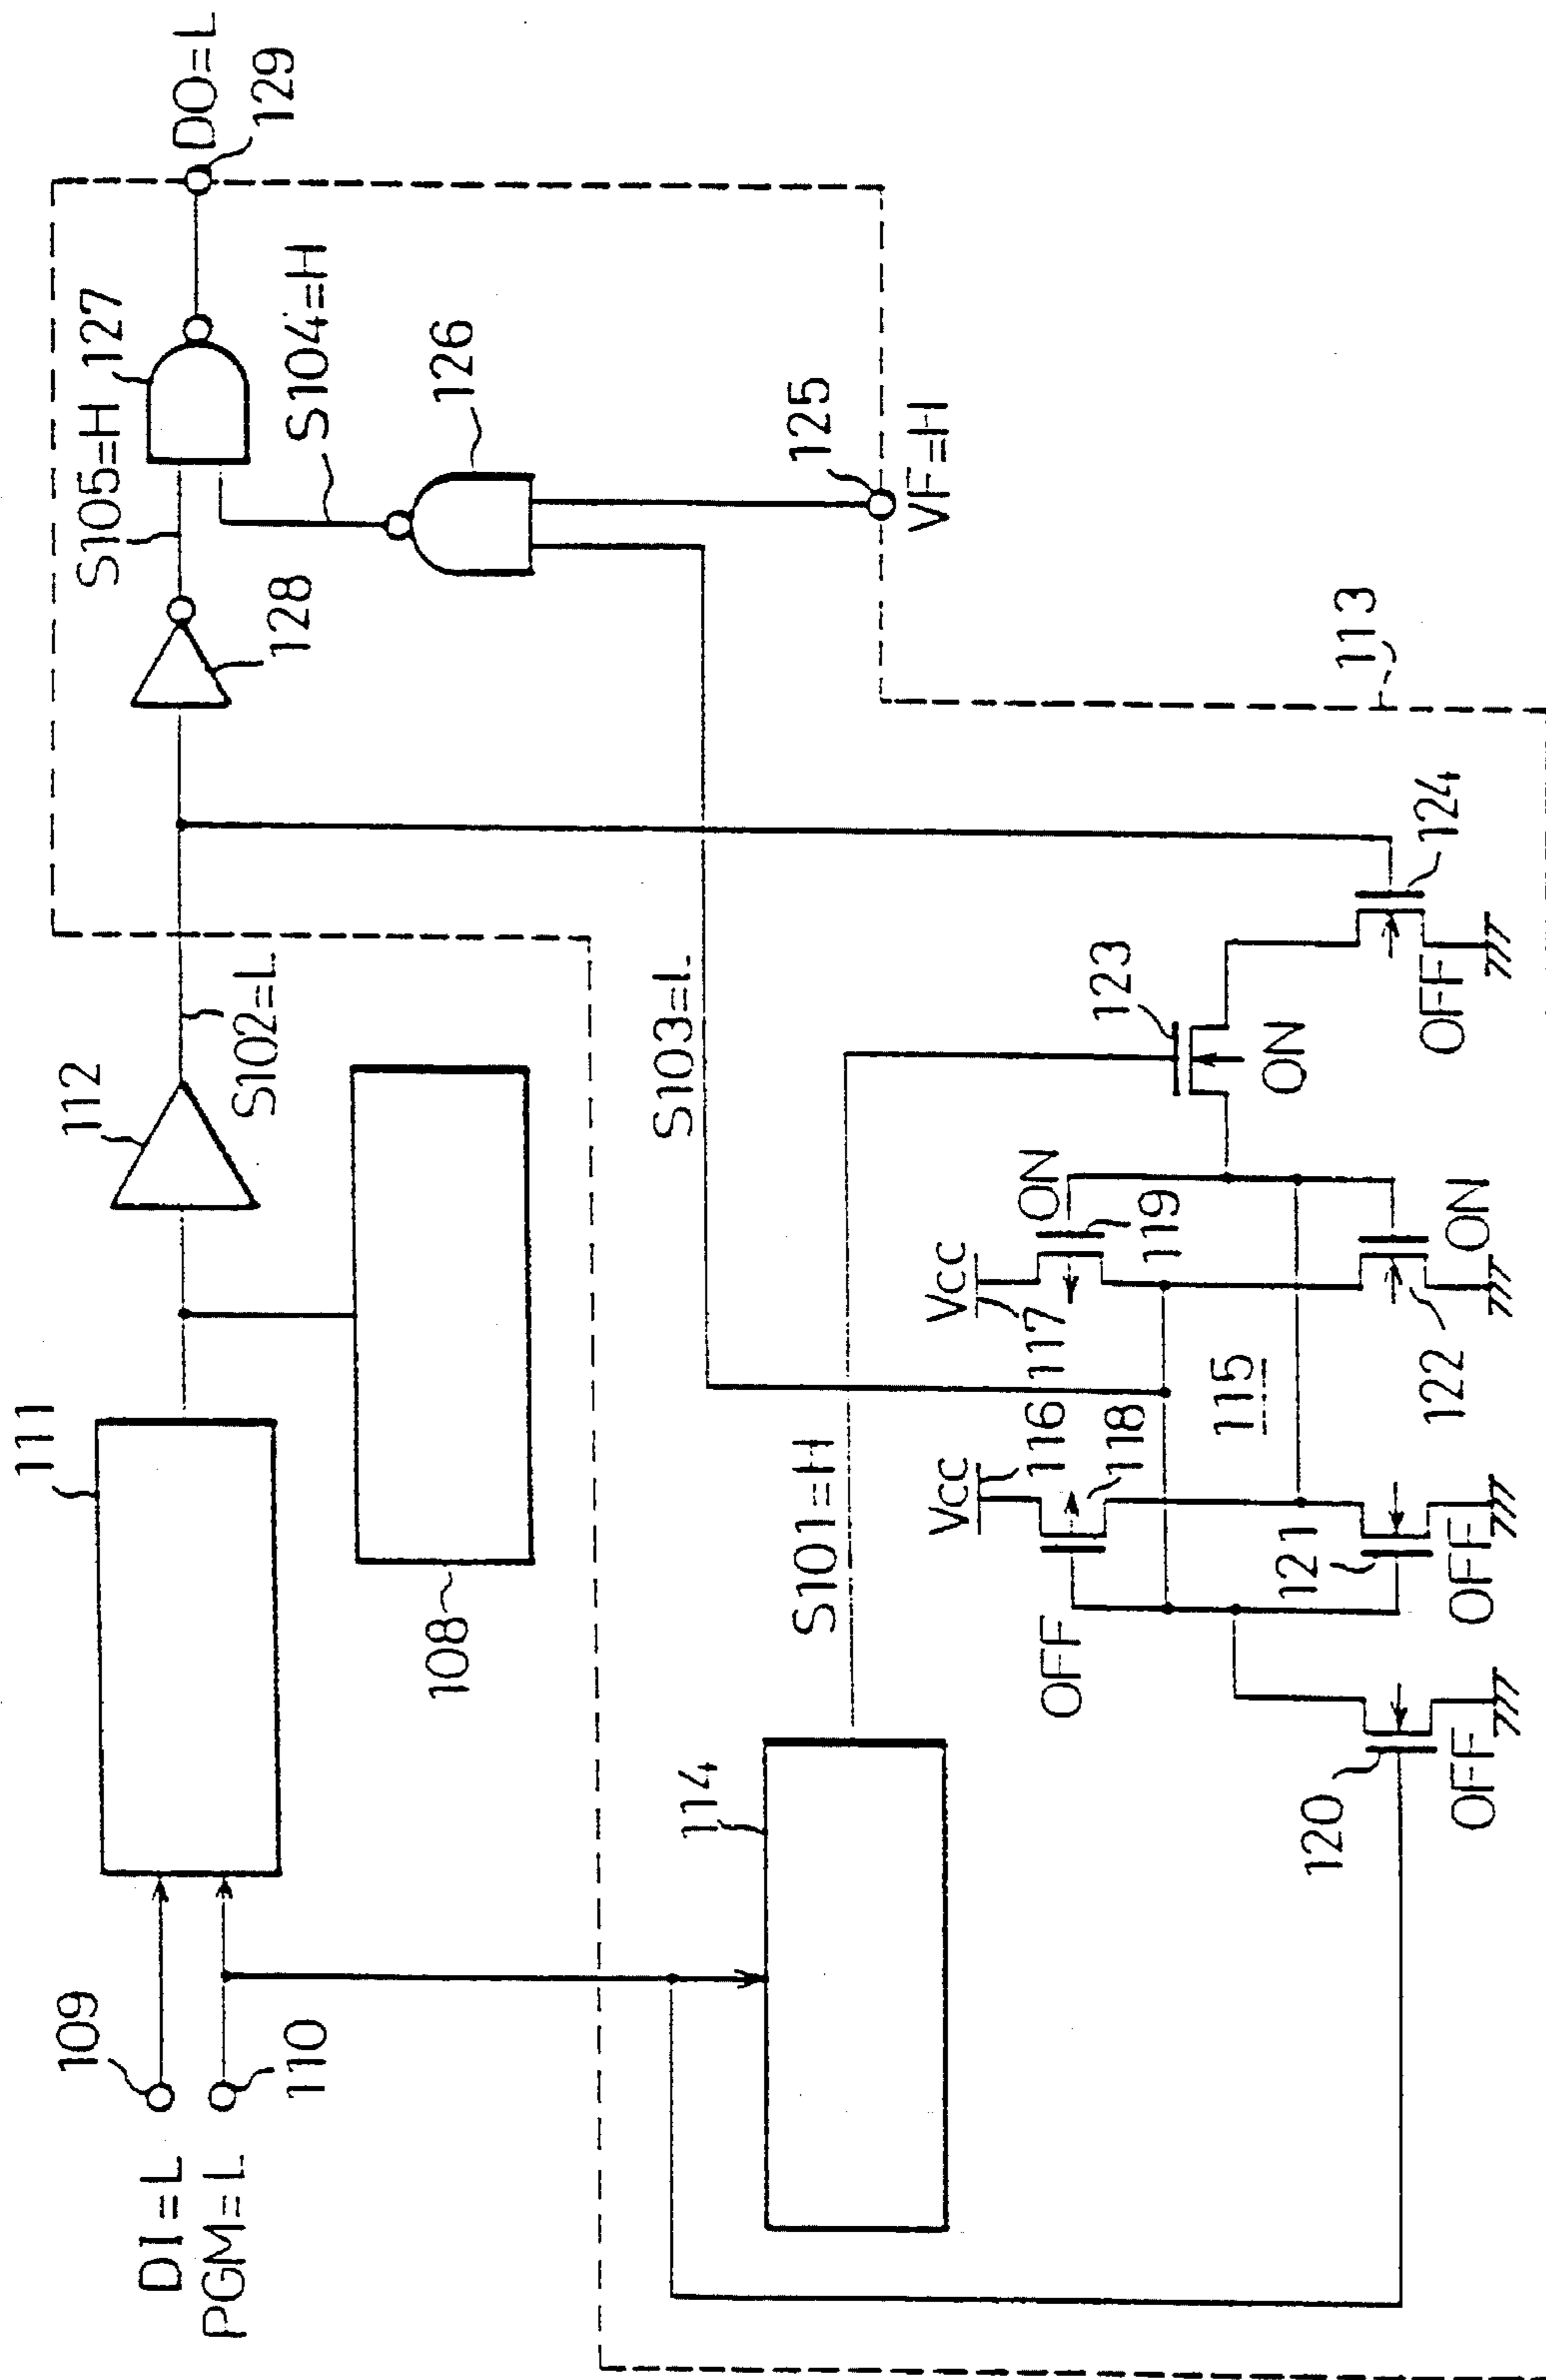 DI=L
PGM=L
109
110
111
108
112
S102=L
128
S105=H
127
S104=H
126
DO=L
129
125
VF=H
113
114
S101=H
S103=L
Vcc
116
118
OFF
Vcc
117
119
ON
115
123
ON
120
OFF
121
OFF
122
ON
124
OFF